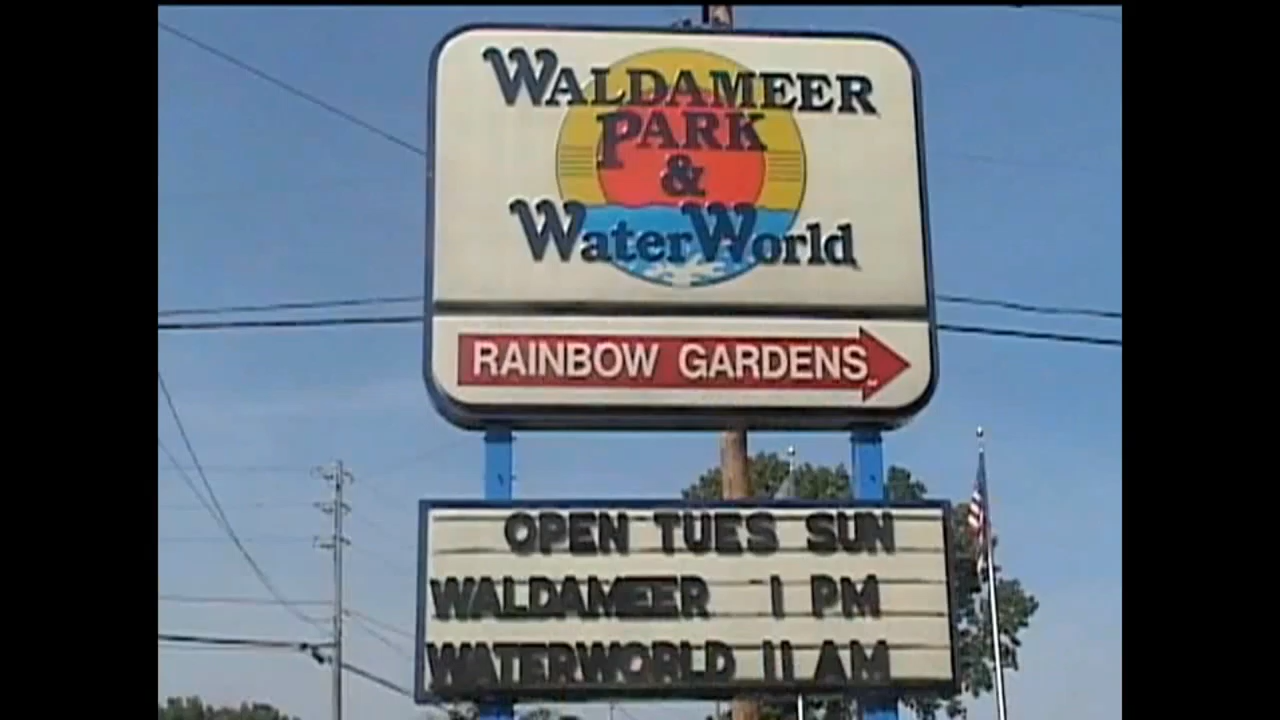 WALDAMEER
PARK
&
WaterWorld
RAINBOW GARDENS
OPEN TUES SUN
WALDAMEER 1 PM
WATERWORLD 11 AM